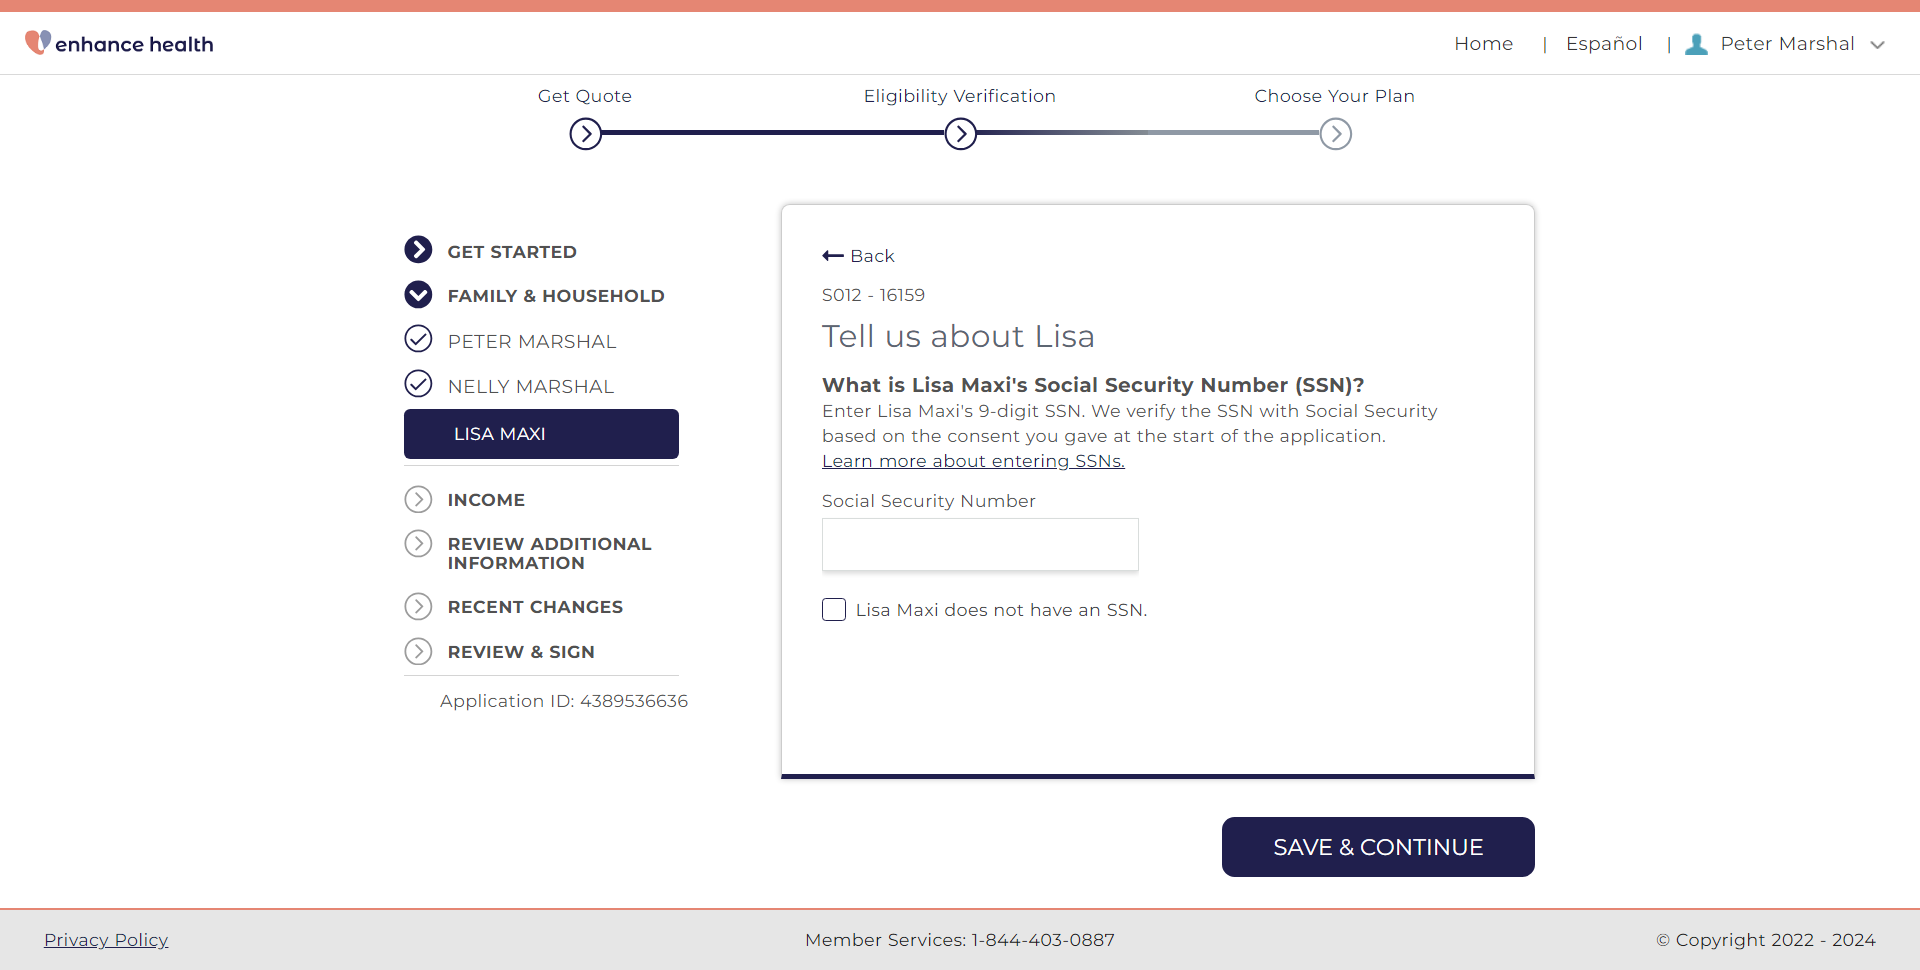 enhance health
Home | Español | Peter Marshal
Get Quote
Eligibility Verification
Choose Your Plan
GET STARTED
FAMILY & HOUSEHOLD
PETER MARSHAL
NELLY MARSHAL
LISA MAXI
INCOME
REVIEW ADDITIONAL
INFORMATION
RECENT CHANGES
REVIEW & SIGN
Application ID: 4389536636
Back
S012 - 16159
Tell us about Lisa
What is Lisa Maxi's Social Security Number (SSN)?
Enter Lisa Maxi's 9-digit SSN. We verify the SSN with Social Security
based on the consent you gave at the start of the application.
Learn more about entering SSNs.
Social Security Number
Lisa Maxi does not have an SSN.
SAVE & CONTINUE
Privacy Policy
Member Services: 1-844-403-0887
© Copyright 2022 - 2024